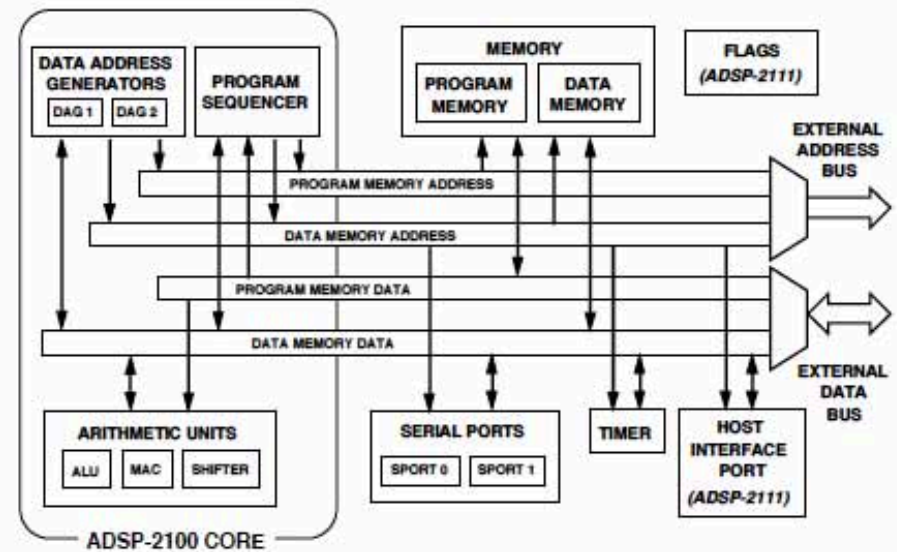 DATA ADDRESS
GENERATORS
DAG 1
DAG 2
PROGRAM
SEQUENCER
MEMORY
PROGRAM
MEMORY
DATA
MEMORY
FLAGS
(ADSP-2111)
EXTERNAL
ADDRESS
BUS
PROGRAM MEMORY ADDRESS
DATA MEMORY ADDRESS
PROGRAM MEMORY DATA
DATA MEMORY DATA
EXTERNAL
DATA
BUS
ARITHMETIC UNITS
ALU
MAC
SHIFTER
SERIAL PORTS
SPORT 0
SPORT 1
TIMER
HOST
INTERFACE
PORT
(ADSP-2111)
ADSP-2100 CORE